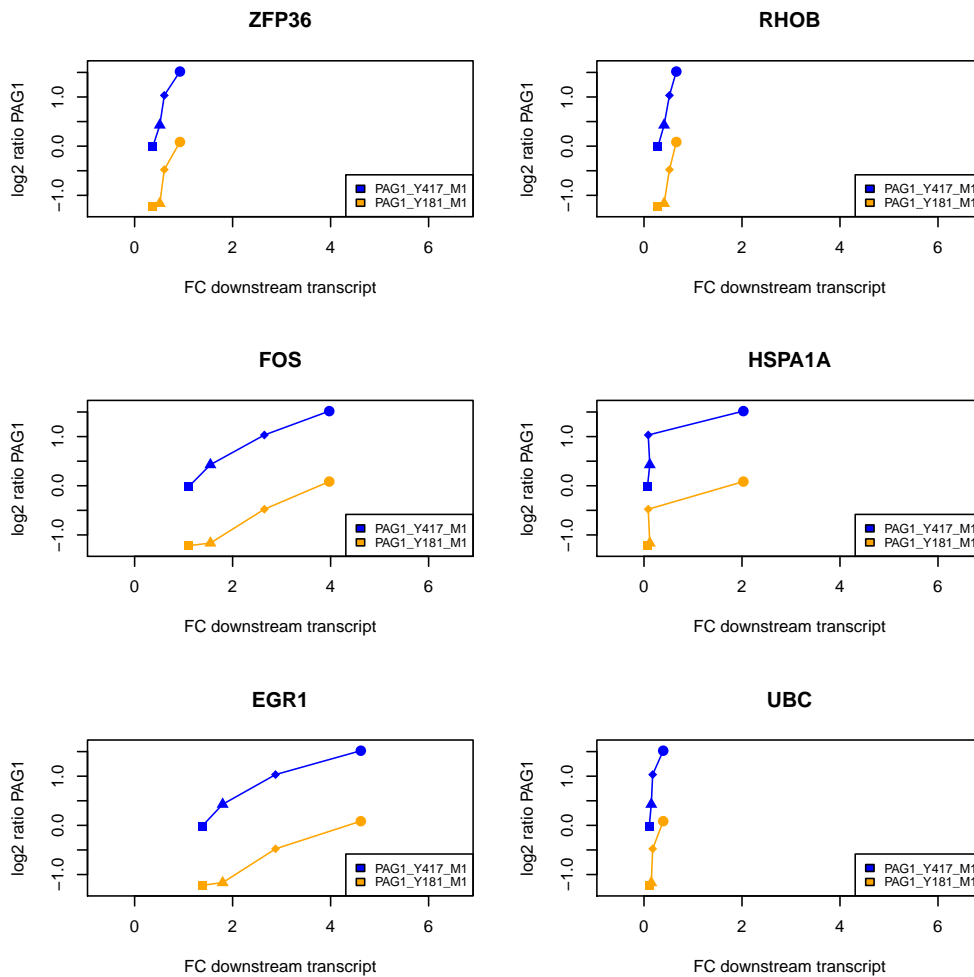 ZFP36
log2 ratio PAG1
−1.0 0.0 1.0
PAG1_Y417_M1
PAG1_Y181_M1
0 2 4 6
FC downstream transcript
RHOB
log2 ratio PAG1
−1.0 0.0 1.0
PAG1_Y417_M1
PAG1_Y181_M1
0 2 4 6
FC downstream transcript
FOS
log2 ratio PAG1
−1.0 0.0 1.0
PAG1_Y417_M1
PAG1_Y181_M1
0 2 4 6
FC downstream transcript
HSPA1A
log2 ratio PAG1
−1.0 0.0 1.0
PAG1_Y417_M1
PAG1_Y181_M1
0 2 4 6
FC downstream transcript
EGR1
log2 ratio PAG1
−1.0 0.0 1.0
PAG1_Y417_M1
PAG1_Y181_M1
0 2 4 6
FC downstream transcript
UBC
log2 ratio PAG1
−1.0 0.0 1.0
PAG1_Y417_M1
PAG1_Y181_M1
0 2 4 6
FC downstream transcript